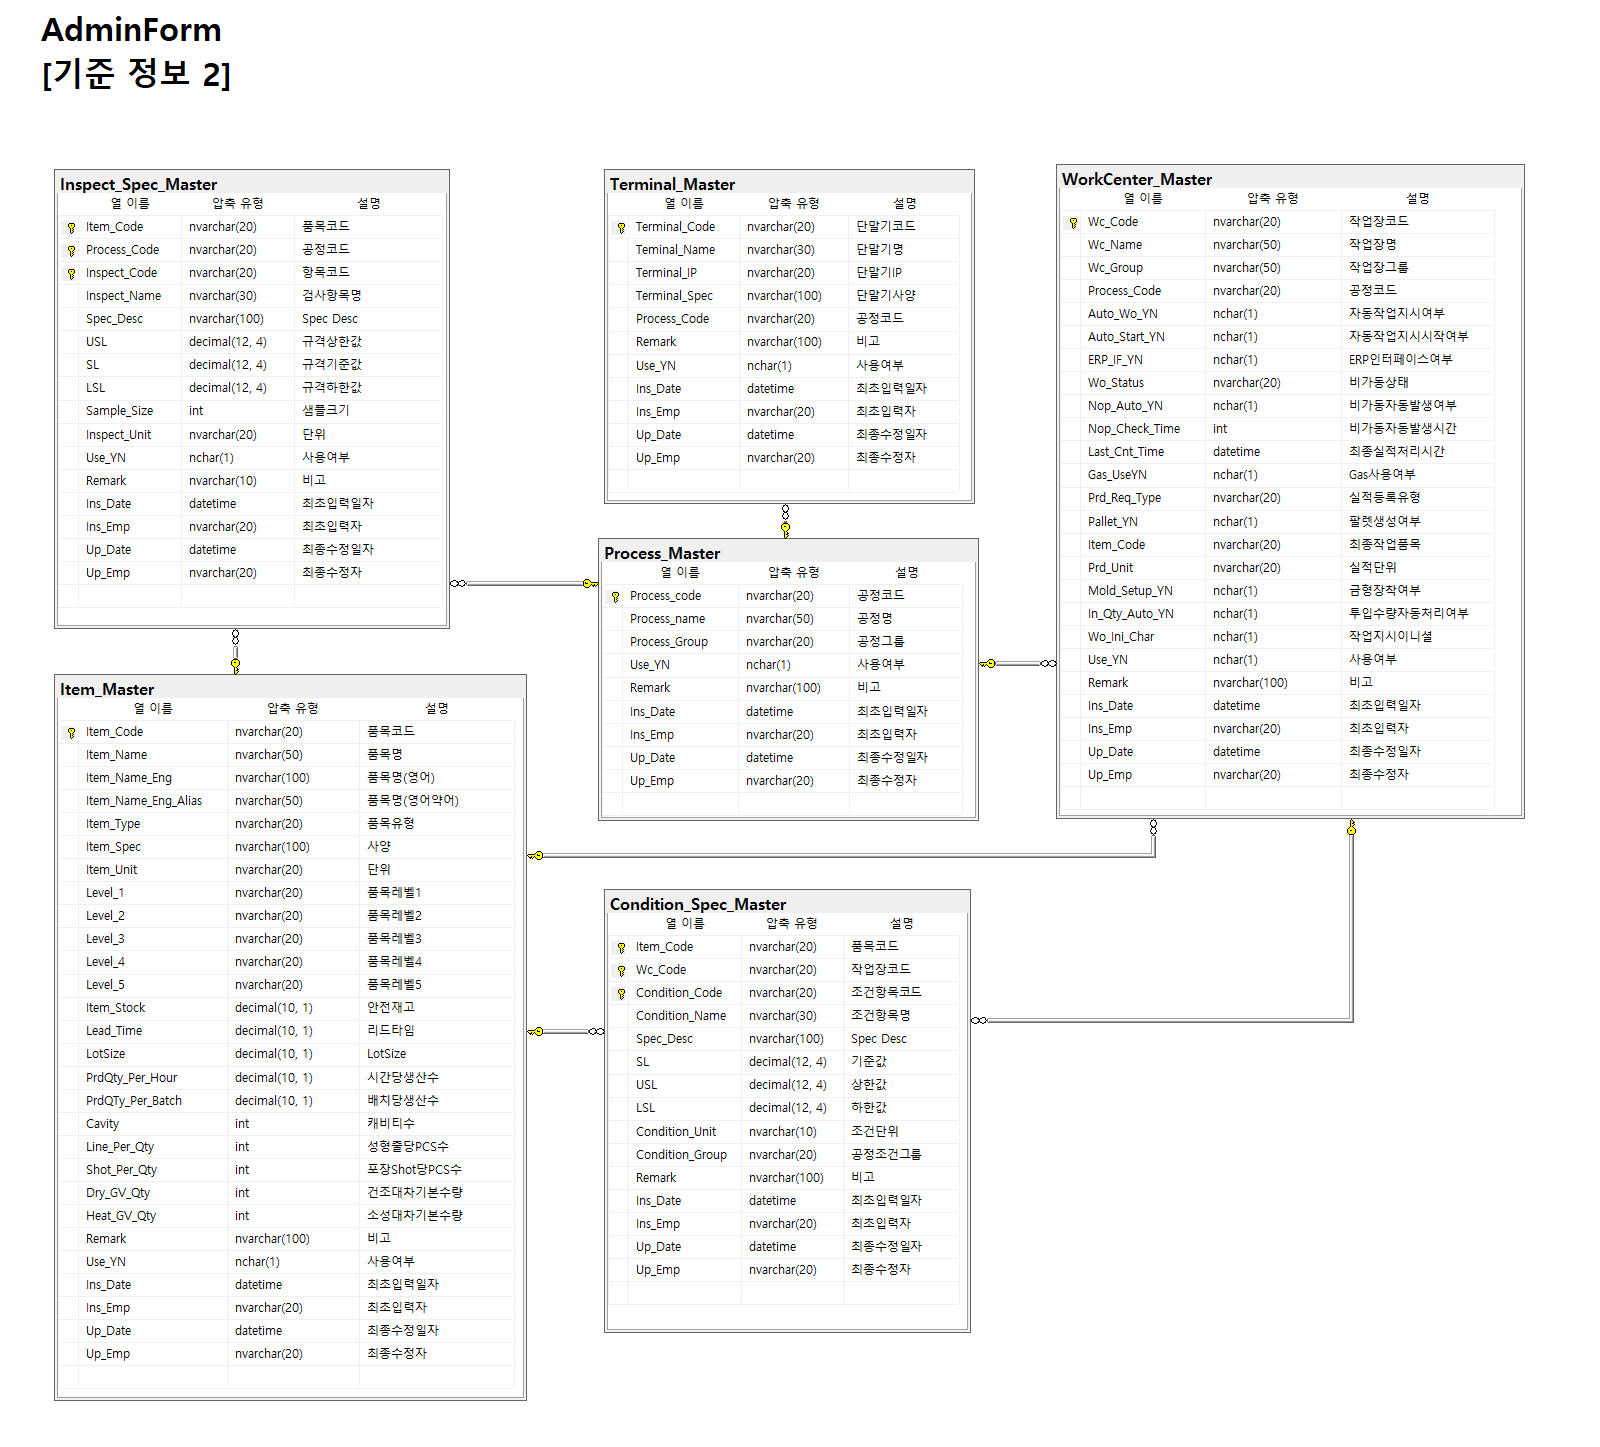 AdminForm
[기준 정보 2]
Inspect_Spec_Master
열 이름 압축 유형 설명
Item_Code nvarchar(20) 품목코드
Process_Code nvarchar(20) 공정코드
Inspect_Code nvarchar(20) 항목코드
Inspect_Name nvarchar(30) 검사항목명
Spec_Desc nvarchar(100) Spec Desc
USL decimal(12, 4) 규격상한값
SL decimal(12, 4) 규격기준값
LSL decimal(12, 4) 규격하한값
Sample_Size int 샘플크기
Inspect_Unit nvarchar(20) 단위
Use_YN nchar(1) 사용여부
Remark nvarchar(10) 비고
Ins_Date datetime 최초입력일자
Ins_Emp nvarchar(20) 최초입력자
Up_Date datetime 최종수정일자
Up_Emp nvarchar(20) 최종수정자
Terminal_Master
열 이름 압축 유형 설명
Terminal_Code nvarchar(20) 단말기코드
Teminal_Name nvarchar(30) 단말기명
Terminal_IP nvarchar(20) 단말기IP
Terminal_Spec nvarchar(100) 단말기사양
Process_Code nvarchar(20) 공정코드
Remark nvarchar(100) 비고
Use_YN nchar(1) 사용여부
Ins_Date datetime 최초입력일자
Ins_Emp nvarchar(20) 최초입력자
Up_Date datetime 최종수정일자
Up_Emp nvarchar(20) 최종수정자
WorkCenter_Master
열 이름 압축 유형 설명
Wc_Code nvarchar(20) 작업장코드
Wc_Name nvarchar(50) 작업장명
Wc_Group nvarchar(50) 작업장그룹
Process_Code nvarchar(20) 공정코드
Auto_Wo_YN nchar(1) 자동작업지시여부
Auto_Start_YN nchar(1) 자동작업지시시작여부
ERP_IF_YN nchar(1) ERP인터페이스여부
Wo_Status nvarchar(20) 비가동상태
Nop_Auto_YN nchar(1) 비가동자동발생여부
Nop_Check_Time int 비가동자동발생시간
Last_Cnt_Time datetime 최종실적처리시간
Gas_UseYN nchar(1) Gas사용여부
Prd_Req_Type nvarchar(20) 실적등록유형
Pallet_YN nchar(1) 팔렛생성여부
Item_Code nvarchar(20) 최종작업품목
Prd_Unit nvarchar(20) 실적단위
Mold_Setup_YN nchar(1) 금형장착여부
In_Qty_Auto_YN nchar(1) 투입수량자동처리여부
Wo_Ini_Char nchar(1) 작업지시이니셜
Use_YN nchar(1) 사용여부
Remark nvarchar(100) 비고
Ins_Date datetime 최초입력일자
Ins_Emp nvarchar(20) 최초입력자
Up_Date datetime 최종수정일자
Up_Emp nvarchar(20) 최종수정자
Process_Master
열 이름 압축 유형 설명
Process_code nvarchar(20) 공정코드
Process_name nvarchar(50) 공정명
Process_Group nvarchar(20) 공정그룹
Use_YN nchar(1) 사용여부
Remark nvarchar(100) 비고
Ins_Date datetime 최초입력일자
Ins_Emp nvarchar(20) 최초입력자
Up_Date datetime 최종수정일자
Up_Emp nvarchar(20) 최종수정자
Item_Master
열 이름 압축 유형 설명
Item_Code nvarchar(20) 품목코드
Item_Name nvarchar(50) 품목명
Item_Name_Eng nvarchar(100) 품목명(영어)
Item_Name_Eng_Alias nvarchar(50) 품목명(영어약어)
Item_Type nvarchar(20) 품목유형
Item_Spec nvarchar(100) 사양
Item_Unit nvarchar(20) 단위
Level_1 nvarchar(20) 품목레벨1
Level_2 nvarchar(20) 품목레벨2
Level_3 nvarchar(20) 품목레벨3
Level_4 nvarchar(20) 품목레벨4
Level_5 nvarchar(20) 품목레벨5
Item_Stock decimal(10, 1) 안전재고
Lead_Time decimal(10, 1) 리드타임
LotSize decimal(10, 1) LotSize
PrdQty_Per_Hour decimal(10, 1) 시간당생산수
PrdQTy_Per_Batch decimal(10, 1) 배치당생산수
Cavity int 캐비티수
Line_Per_Qty int 성형줄당PCS수
Shot_Per_Qty int 포장Shot당PCS수
Dry_GV_Qty int 건조대차기본수량
Heat_GV_Qty int 소성대차기본수량
Remark nvarchar(100) 비고
Use_YN nchar(1) 사용여부
Ins_Date datetime 최초입력일자
Ins_Emp nvarchar(20) 최초입력자
Up_Date datetime 최종수정일자
Up_Emp nvarchar(20) 최종수정자
Condition_Spec_Master
열 이름 압축 유형 설명
Item_Code nvarchar(20) 품목코드
Wc_Code nvarchar(20) 작업장코드
Condition_Code nvarchar(20) 조건항목코드
Condition_Name nvarchar(30) 조건항목명
Spec_Desc nvarchar(100) Spec Desc
SL decimal(12, 4) 기준값
USL decimal(12, 4) 상한값
LSL decimal(12, 4) 하한값
Condition_Unit nvarchar(10) 조건단위
Condition_Group nvarchar(20) 공정조건그룹
Remark nvarchar(100) 비고
Ins_Date datetime 최초입력일자
Ins_Emp nvarchar(20) 최초입력자
Up_Date datetime 최종수정일자
Up_Emp nvarchar(20) 최종수정자